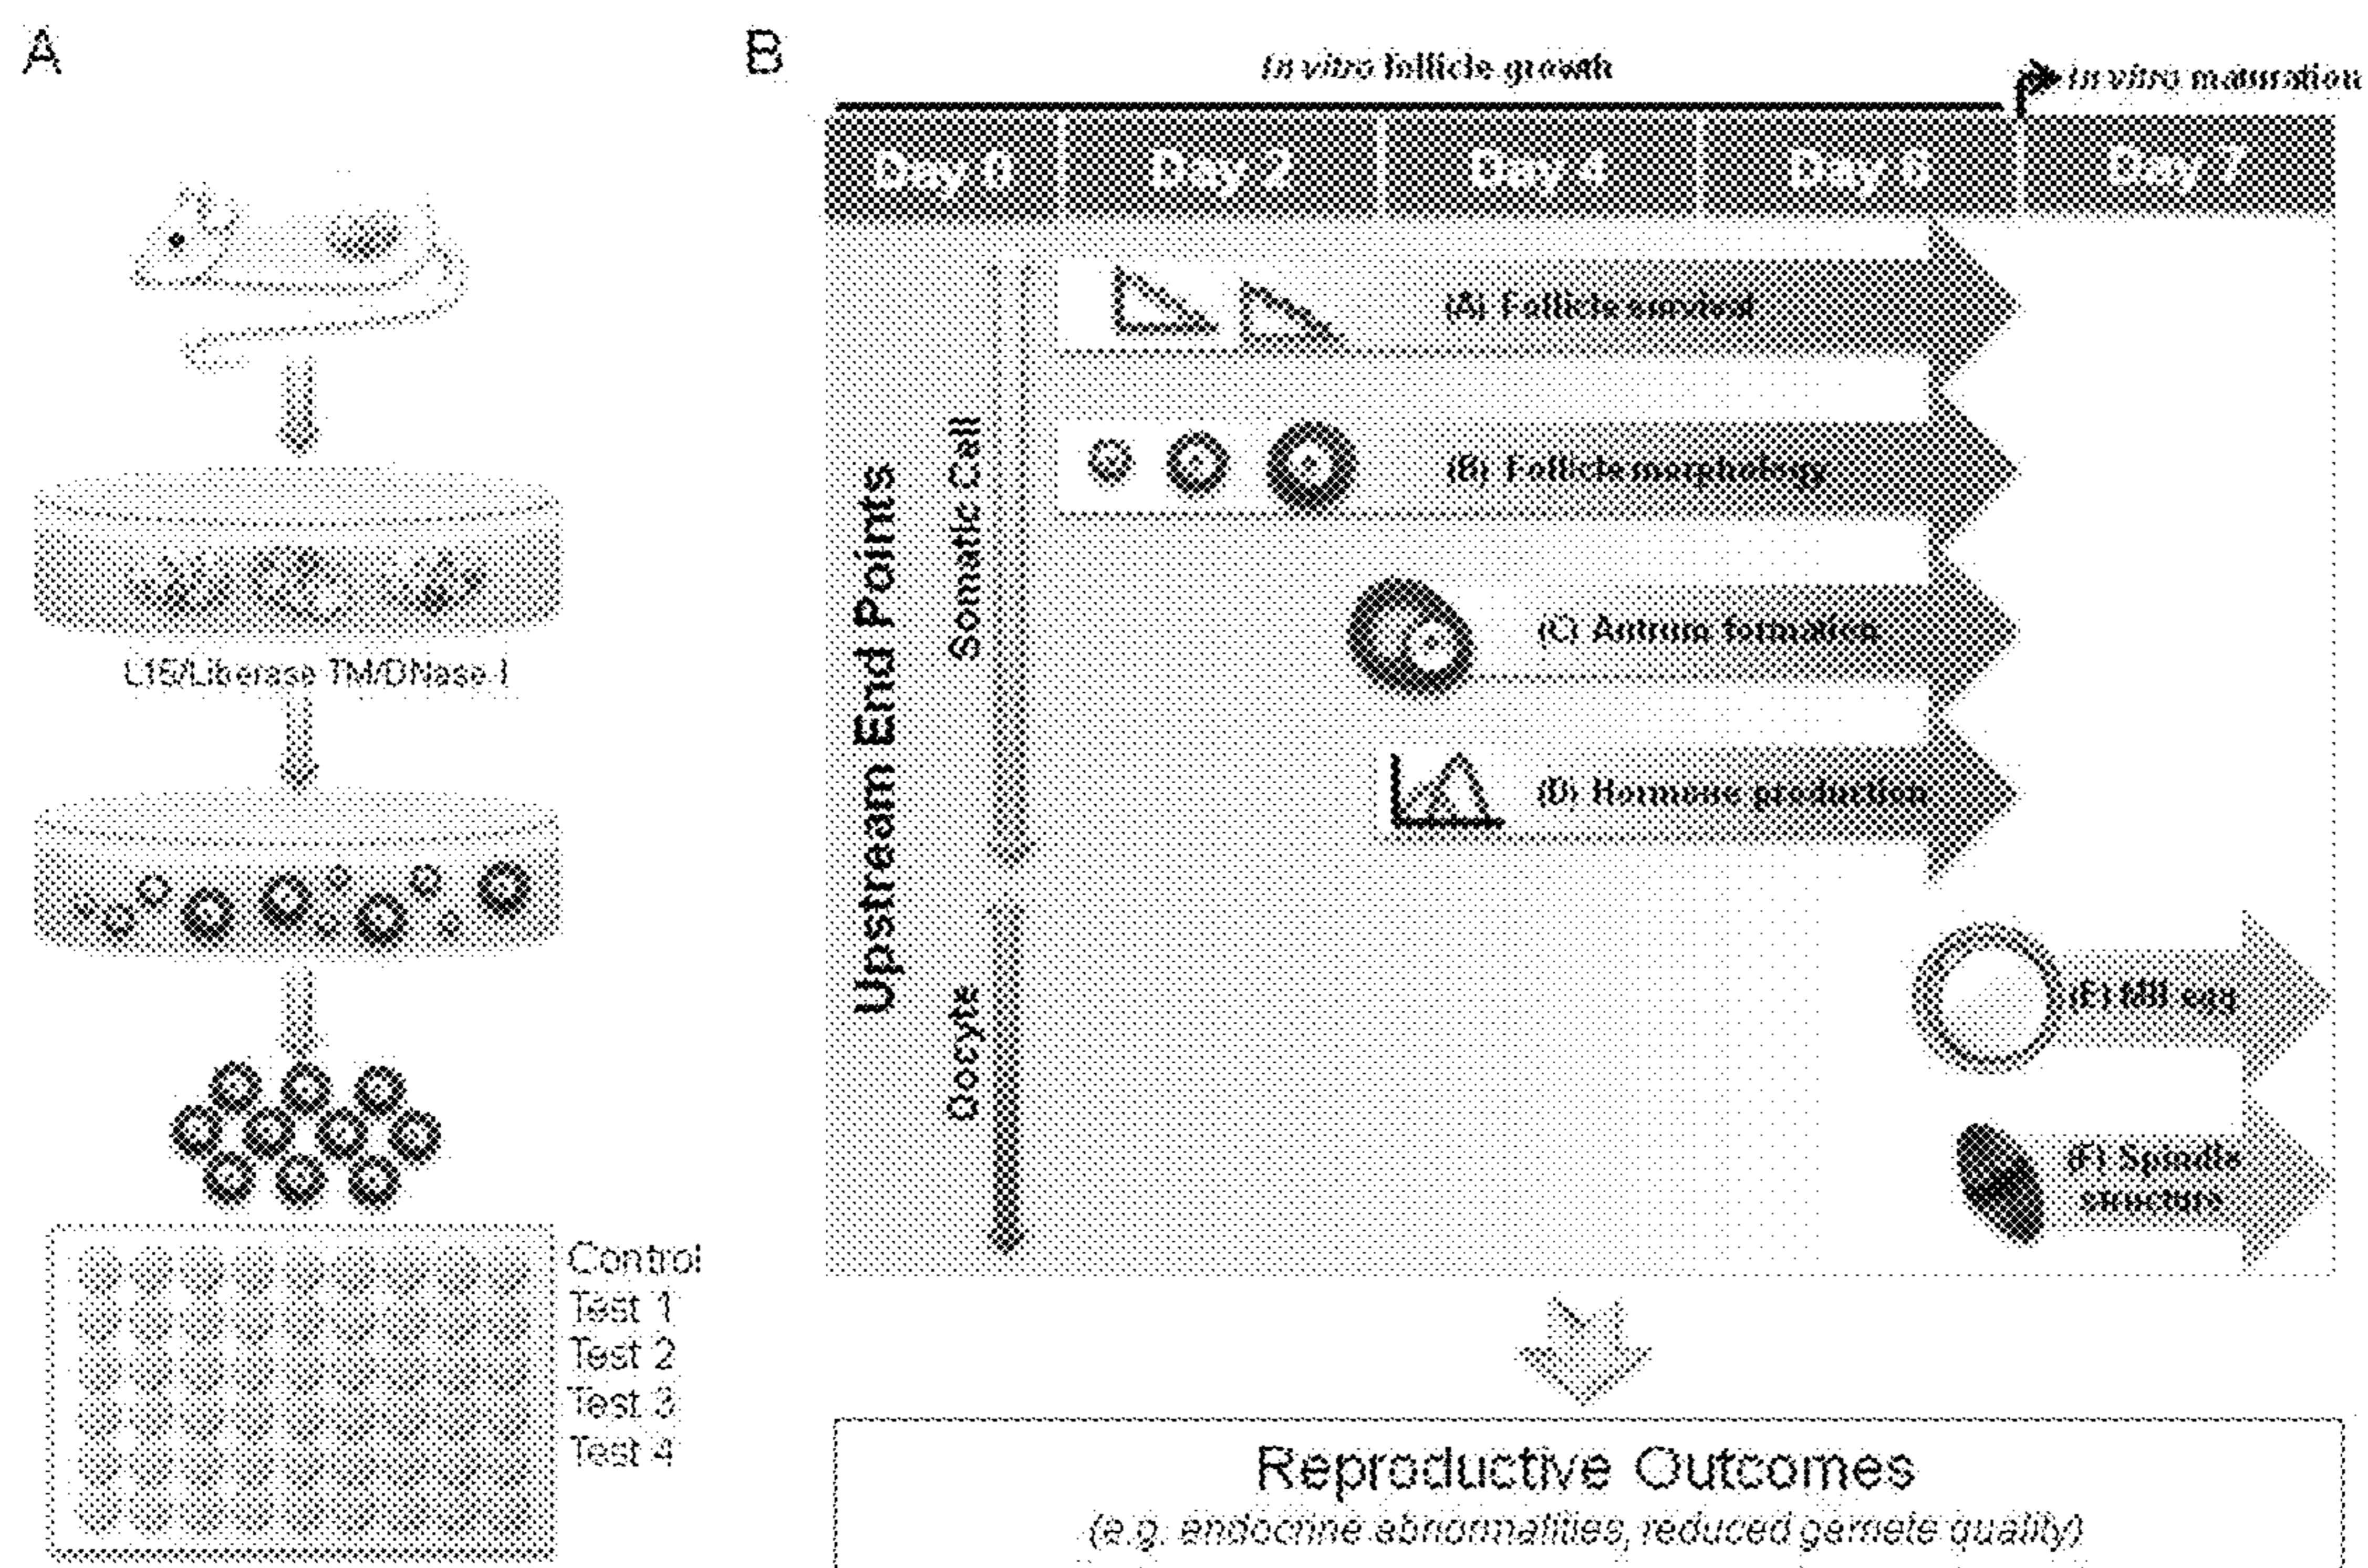 A
L15/Liberase TM/DNase I
Control
Test 1
Test 2
Test 3
Test 4
B
In vitro follicle growth
In vitro maturation
Day 0
Day 2
Day 4
Day 6
Day 7
Upstream End Points
Somatic Cell
Oocyte
(A) Follicle survival
(B) Follicle morphology
(C) Antrum formation
(D) Hormone production
(E) MII egg
(F) Spindle
structure
Reproductive Outcomes
(e.g. endocrine abnormalities, reduced gamete quality)